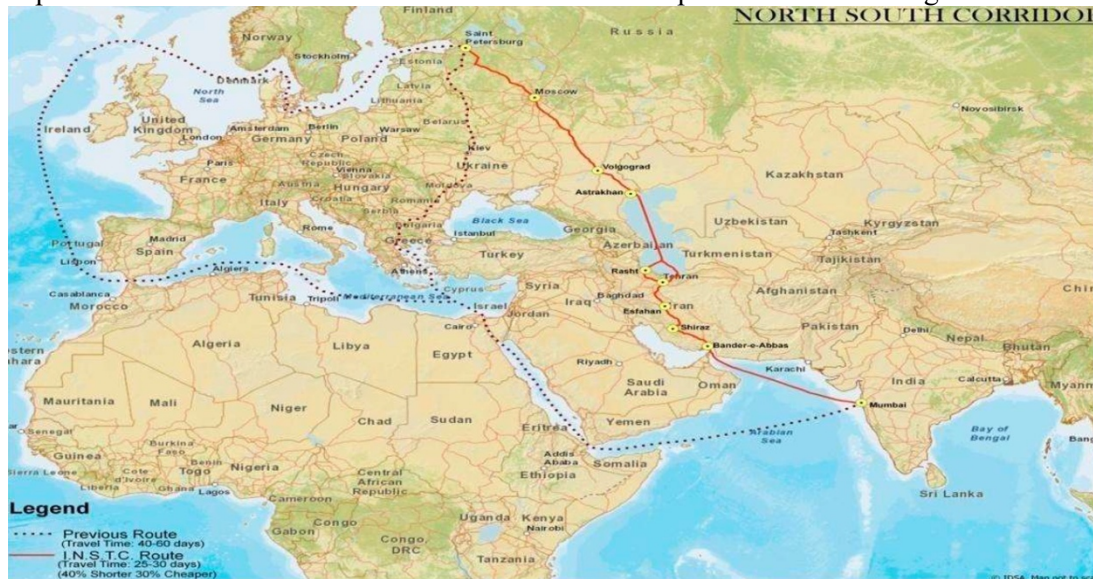 NORTH SOUTH CORRIDOR
Finland
Norway
Saint
Petersburg
Russia
Stockholm
Estonia
Latvia
Denmark
Moscow
North
Sea
Lithuania
Novosibirsk
Ireland
United
Kingdom
Belarus
Amsterdam
Berlin
Warsaw
London
Germany
Poland
Paris
Czech
Republic
Kiev
Volgograd
Vienna
Slovakia
Ukraine
Kazakhstan
France
Austria
Hungary
Moldova
Astrakhan
Croatia
Romania
Italy
Serbia
Black Sea
Uzbekistan
Kyrgyzstan
Bulgaria
Georgia
Tashkent
Rome
Istanbul
Azerbaijan
Portugal
Madrid
Greece
Turkmenistan
Spain
Turkey
Tajikistan
Lisbon
Rasht
Tehran
Algiers
Athens
Cyprus
Syria
Afghanistan
Casablanca
Tunisia
Mediterranean Sea
Iraq
Baghdad
Morocco
Tripoli
Israel
Esfahan
Iran
Jordan
Shiraz
Pakistan
Cairo
Delhi
Nepal
Algeria
Bander-e-Abbas
Bhutan
Libya
Egypt
Riyadh
Karachi
India
Saudi
Arabia
Oman
Calcutta
Mumbai
Mauritania
Mali
Niger
Sudan
Chad
Eritrea
Yemen
Arabian
Sea
Bay of
Bengal
Senegal
Burkina
Faso
Addis
Ababa
Guinea
Benin
Somalia
Sierra Leone
Cote
d'Ivoire
Togo
Nigeria
Central
African
Republic
Ethiopia
Sri Lanka
Liberia
Ghana
Lagos
Cameroon
Legend
Uganda
Kenya
Congo
Gabon
Nairobi
Congo,
DRC
Tanzania
Previous Route
(Travel Time: 40-60 days)
I.N.S.T.C. Route
(Travel Time: 25-30 days)
(40% Shorter 30% Cheaper)